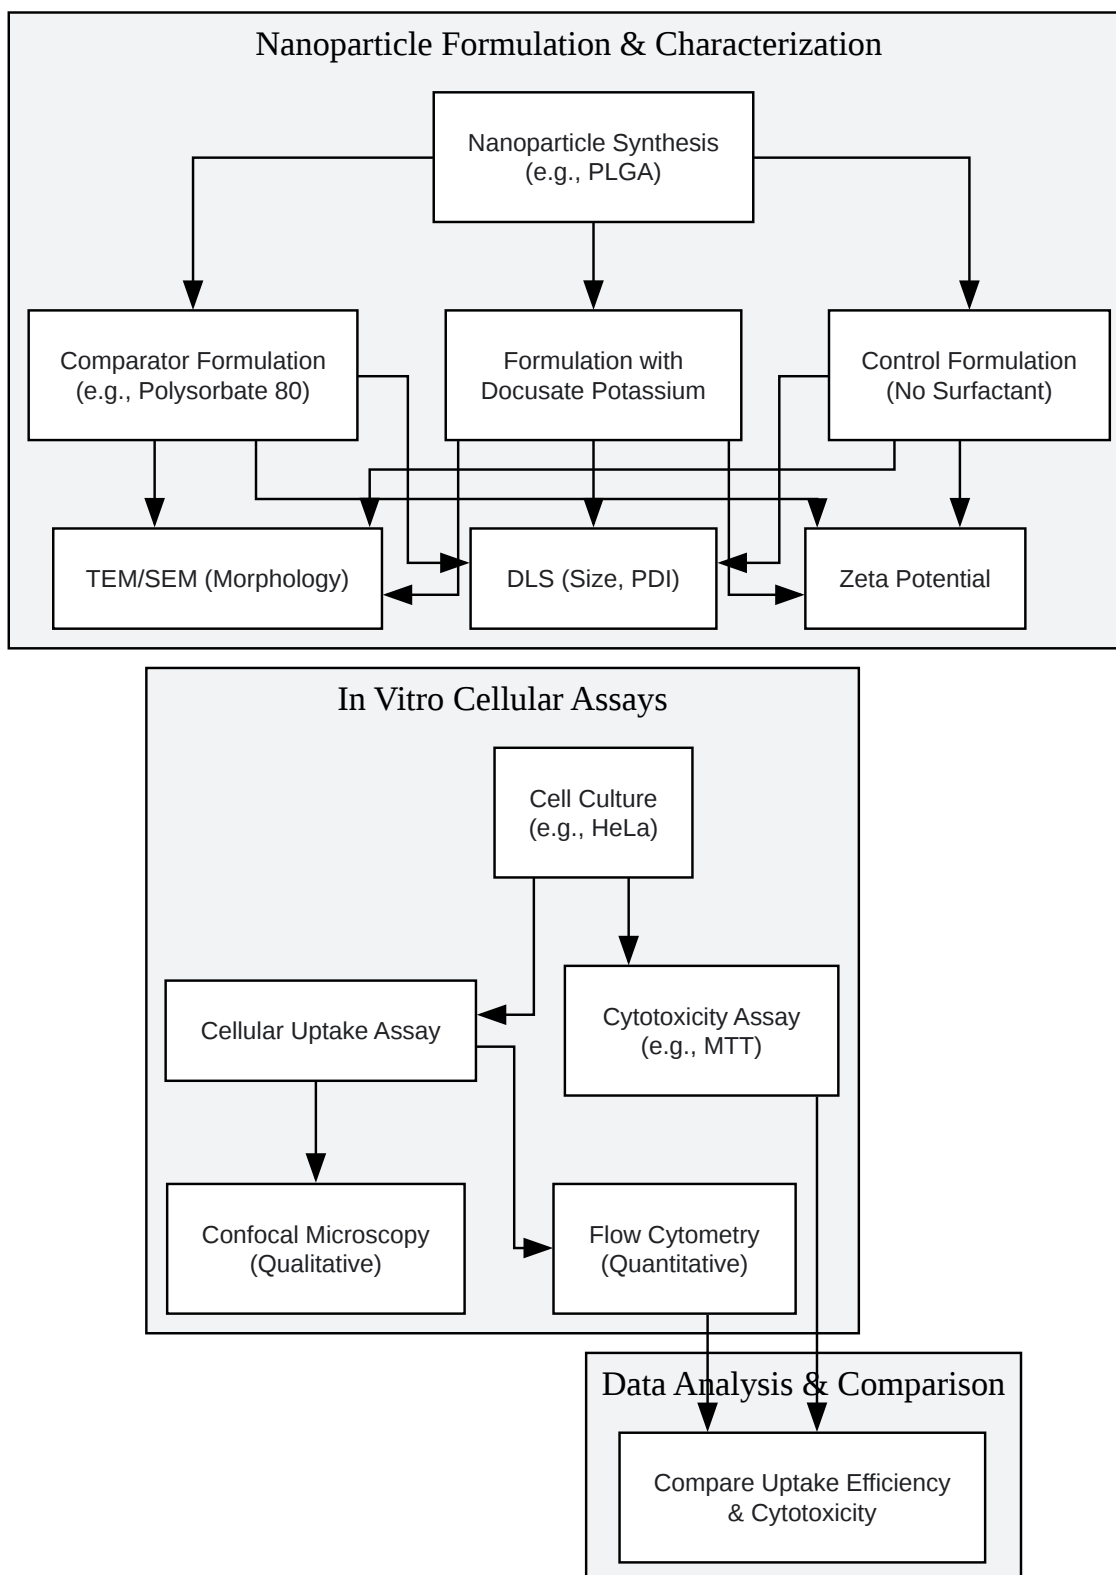 Nanoparticle Formulation & Characterization
Nanoparticle Synthesis
(e.g., PLGA)
Comparator Formulation
(e.g., Polysorbate 80)
Formulation with
Docusate Potassium
Control Formulation
(No Surfactant)
TEM/SEM (Morphology)
DLS (Size, PDI)
Zeta Potential
In Vitro Cellular Assays
Cell Culture
(e.g., HeLa)
Cellular Uptake Assay
Cytotoxicity Assay
(e.g., MTT)
Confocal Microscopy
(Qualitative)
Flow Cytometry
(Quantitative)
Data Analysis & Comparison
Compare Uptake Efficiency
& Cytotoxicity